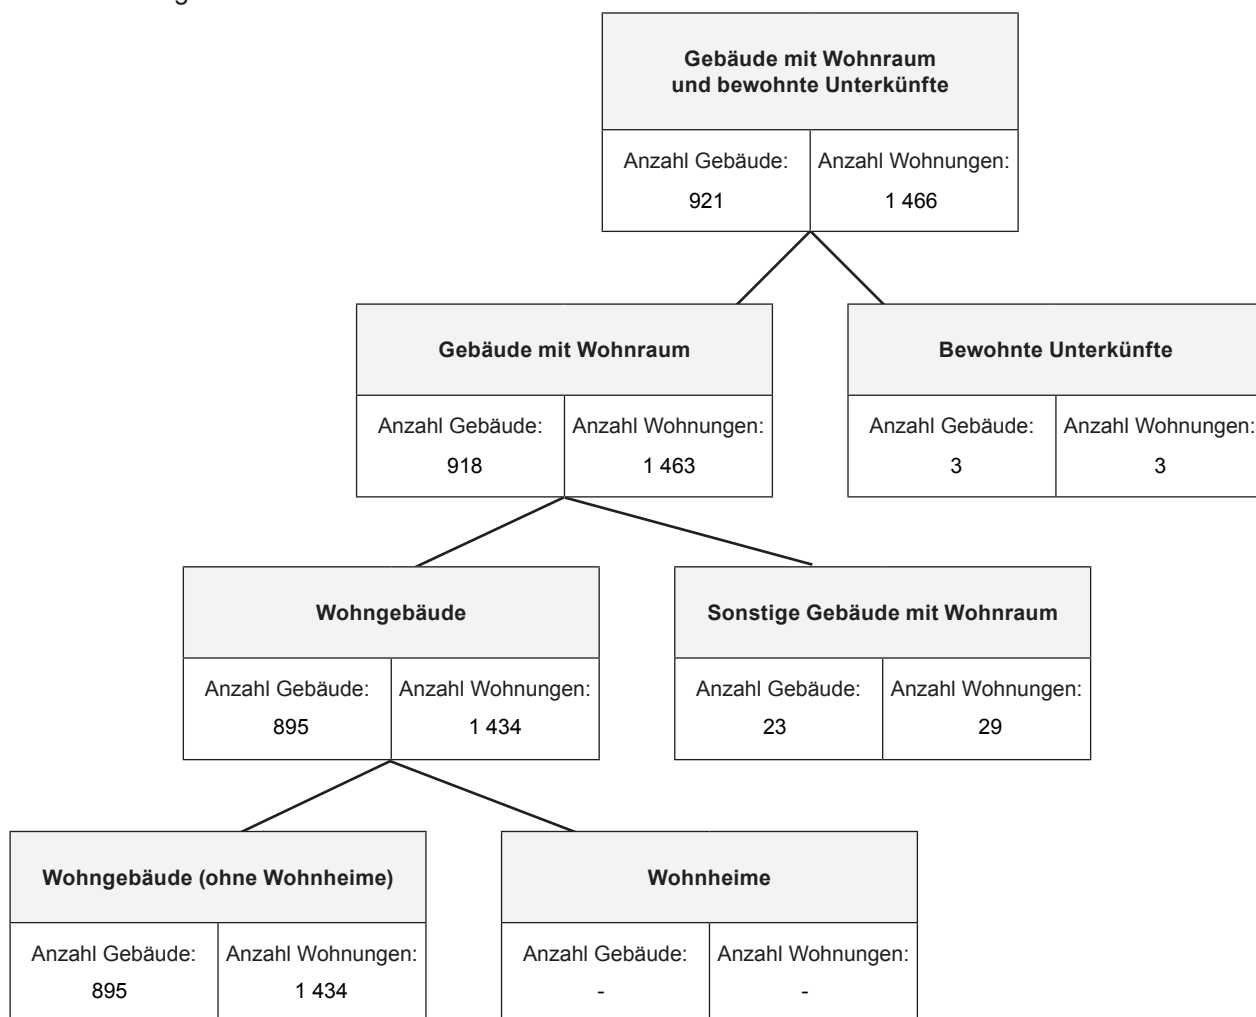 Gebäude mit Wohnraum
und bewohnte Unterkünfte
Anzahl Gebäude:
Anzahl Wohnungen:
921
1 466
Gebäude mit Wohnraum
Anzahl Gebäude:
Anzahl Wohnungen:
918
1 463
Bewohnte Unterkünfte
Anzahl Gebäude:
Anzahl Wohnungen:
3
3
Wohngebäude
Anzahl Gebäude:
Anzahl Wohnungen:
895
1 434
Sonstige Gebäude mit Wohnraum
Anzahl Gebäude:
Anzahl Wohnungen:
23
29
Wohngebäude (ohne Wohnheime)
Anzahl Gebäude:
Anzahl Wohnungen:
895
1 434
Wohnheime
Anzahl Gebäude:
Anzahl Wohnungen:
-
-